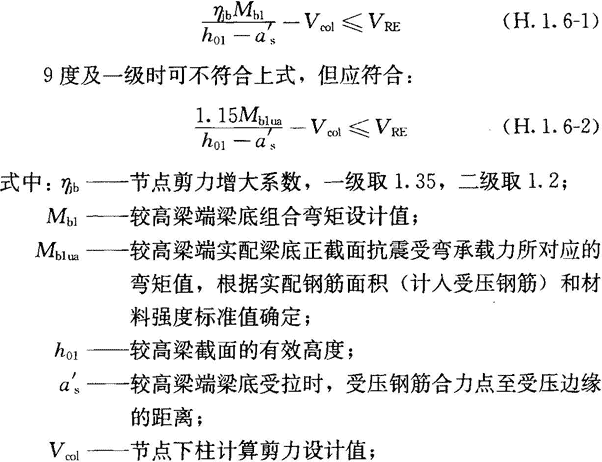 $\frac{\eta_{jb}M_{b1}}{h_{01}-a'_s}-V_{col}\leqslant V_{RE}$ (H.1.6-1)
9度及一级时可不符合上式，但应符合：
$\frac{1.15M_{b1ua}}{h_{01}-a'_s}-V_{col}\leqslant V_{RE}$ (H.1.6-2)
式中：$\eta_{jb}$——节点剪力增大系数，一级取1.35，二级取1.2；
$M_{b1}$——较高梁端梁底组合弯矩设计值；
$M_{b1ua}$——较高梁端实配梁底正截面抗震受弯承载力所对应的
弯矩值，根据实配钢筋面积（计入受压钢筋）和材
料强度标准值确定；
$h_{01}$——较高梁截面的有效高度；
$a'_s$——较高梁端梁底受拉时，受压钢筋合力点至受压边缘
的距离；
$V_{col}$——节点下柱计算剪力设计值；